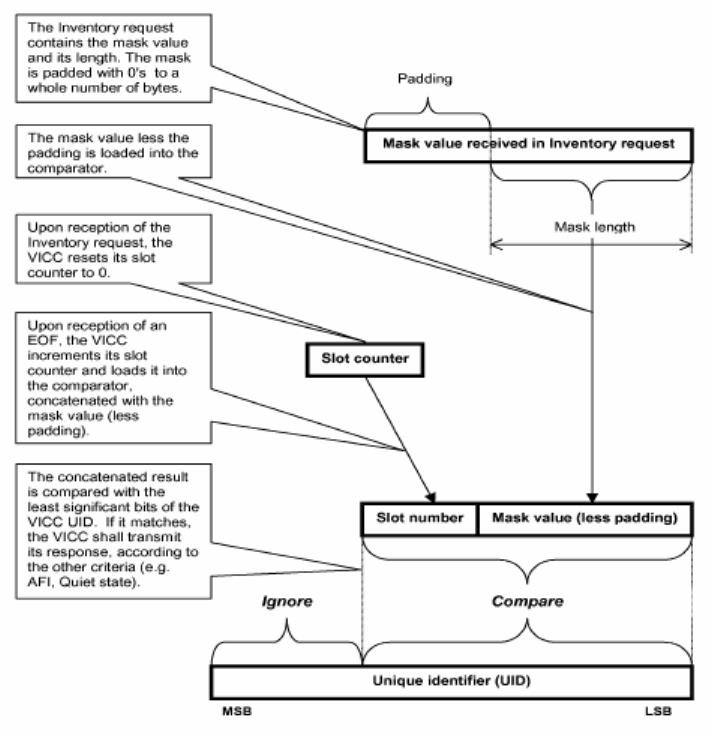 The Inventory request
contains the mask value
and its length. The mask
is padded with 0's to a
whole number of bytes.
Padding
Mask value received in Inventory request
The mask value less the
padding is loaded into the
comparator.
Mask length
Upon reception of the
Inventory request, the
VICC resets its slot
counter to 0.
Upon reception of an
EOF, the VICC
increments its slot
counter and loads it into
the comparator,
concatenated with the
mask value (less
padding).
Slot counter
The concatenated result
is compared with the
least significant bits of the
VICC UID. If it matches,
the VICC shall transmit
its response, according to
the other criteria (e.g.
AFI, Quiet state).
Slot number
Mask value (less padding)
Ignore
Compare
Unique identifier (UID)
MSB
LSB